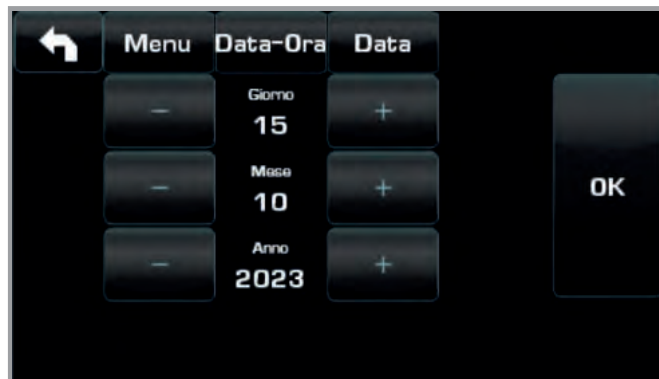 Menu Data-Ora Data
Giorno
- 15 +
Mese
- 10 +
Anno
- 2023 +
OK